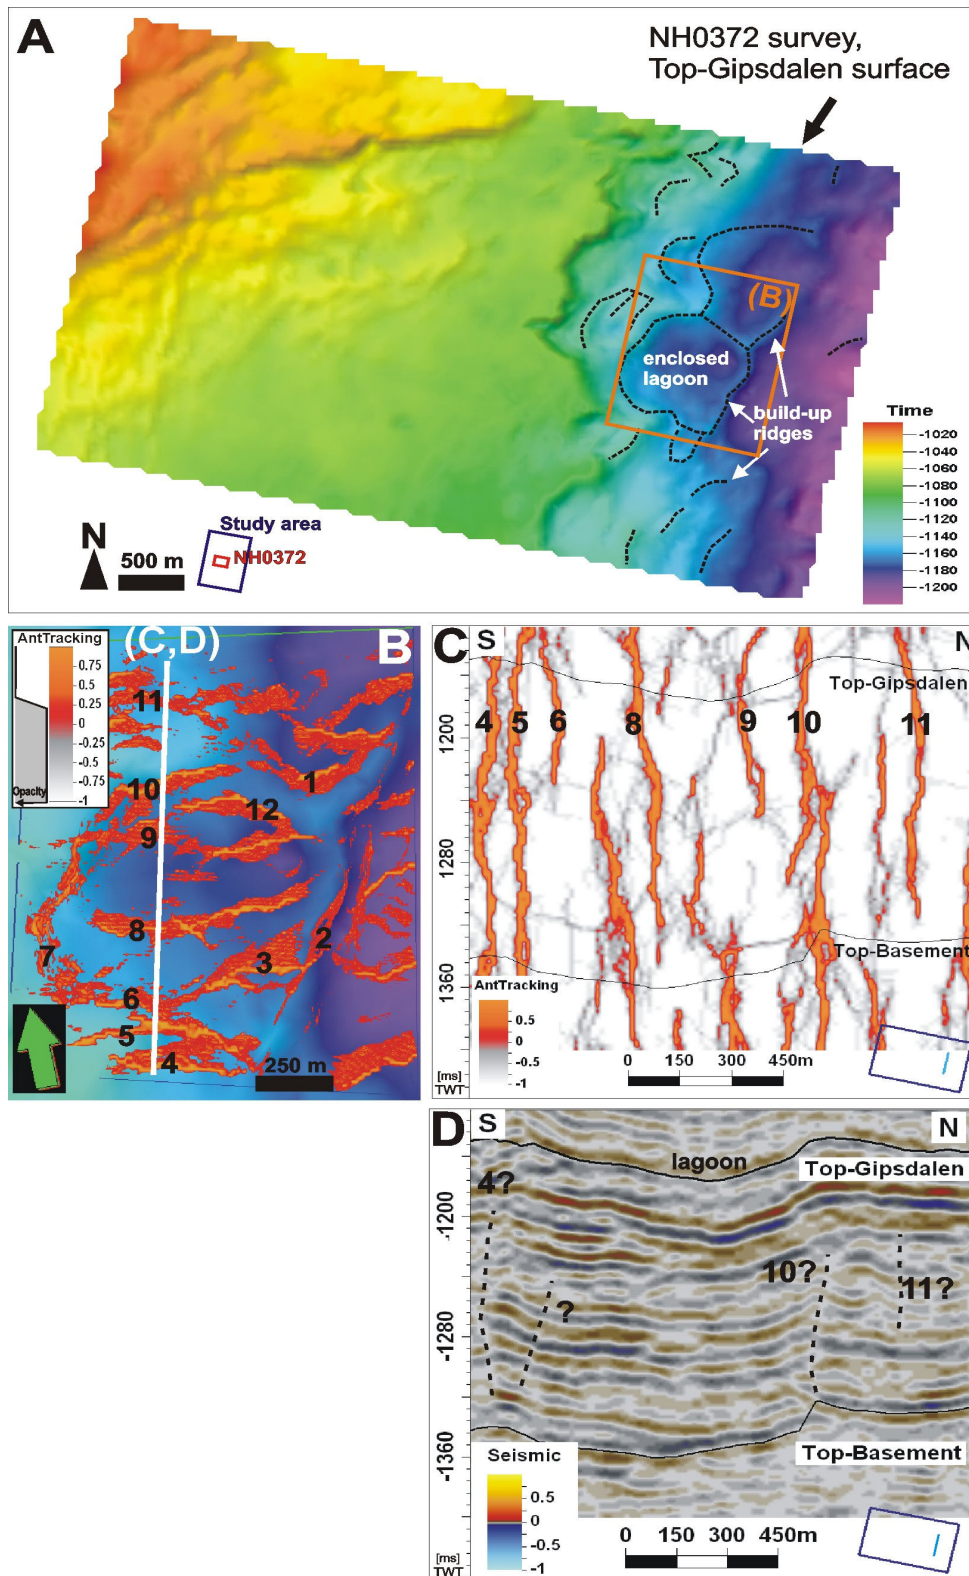 A
NH0372 survey,
Top-Gipsdalen surface
(B)
enclosed
lagoon
build-up
ridges
Time
-1020
-1040
-1060
-1080
-1100
-1120
-1140
-1160
-1180
-1200
N
500 m
Study area
NH0372
AntTracking
0.75
0.5
0.25
0
-0.25
-0.5
-0.75
-1
Opacity
(C,D)
B
11
10
1
12
9
8
2
7
3
6
5
4
250 m
C
S
N
Top-Gipsdalen
4
5
6
8
9
10
11
1200
1280
1360
Top-Basement
AntTracking
0.5
0
-0.5
-1
[ms]
TWT
0
150
300
450m
D
S
N
lagoon
Top-Gipsdalen
4?
?
10?
11?
-1200
-1280
-1360
Top-Basement
Seismic
0.5
0
-0.5
-1
[ms]
TWT
0
150
300
450m